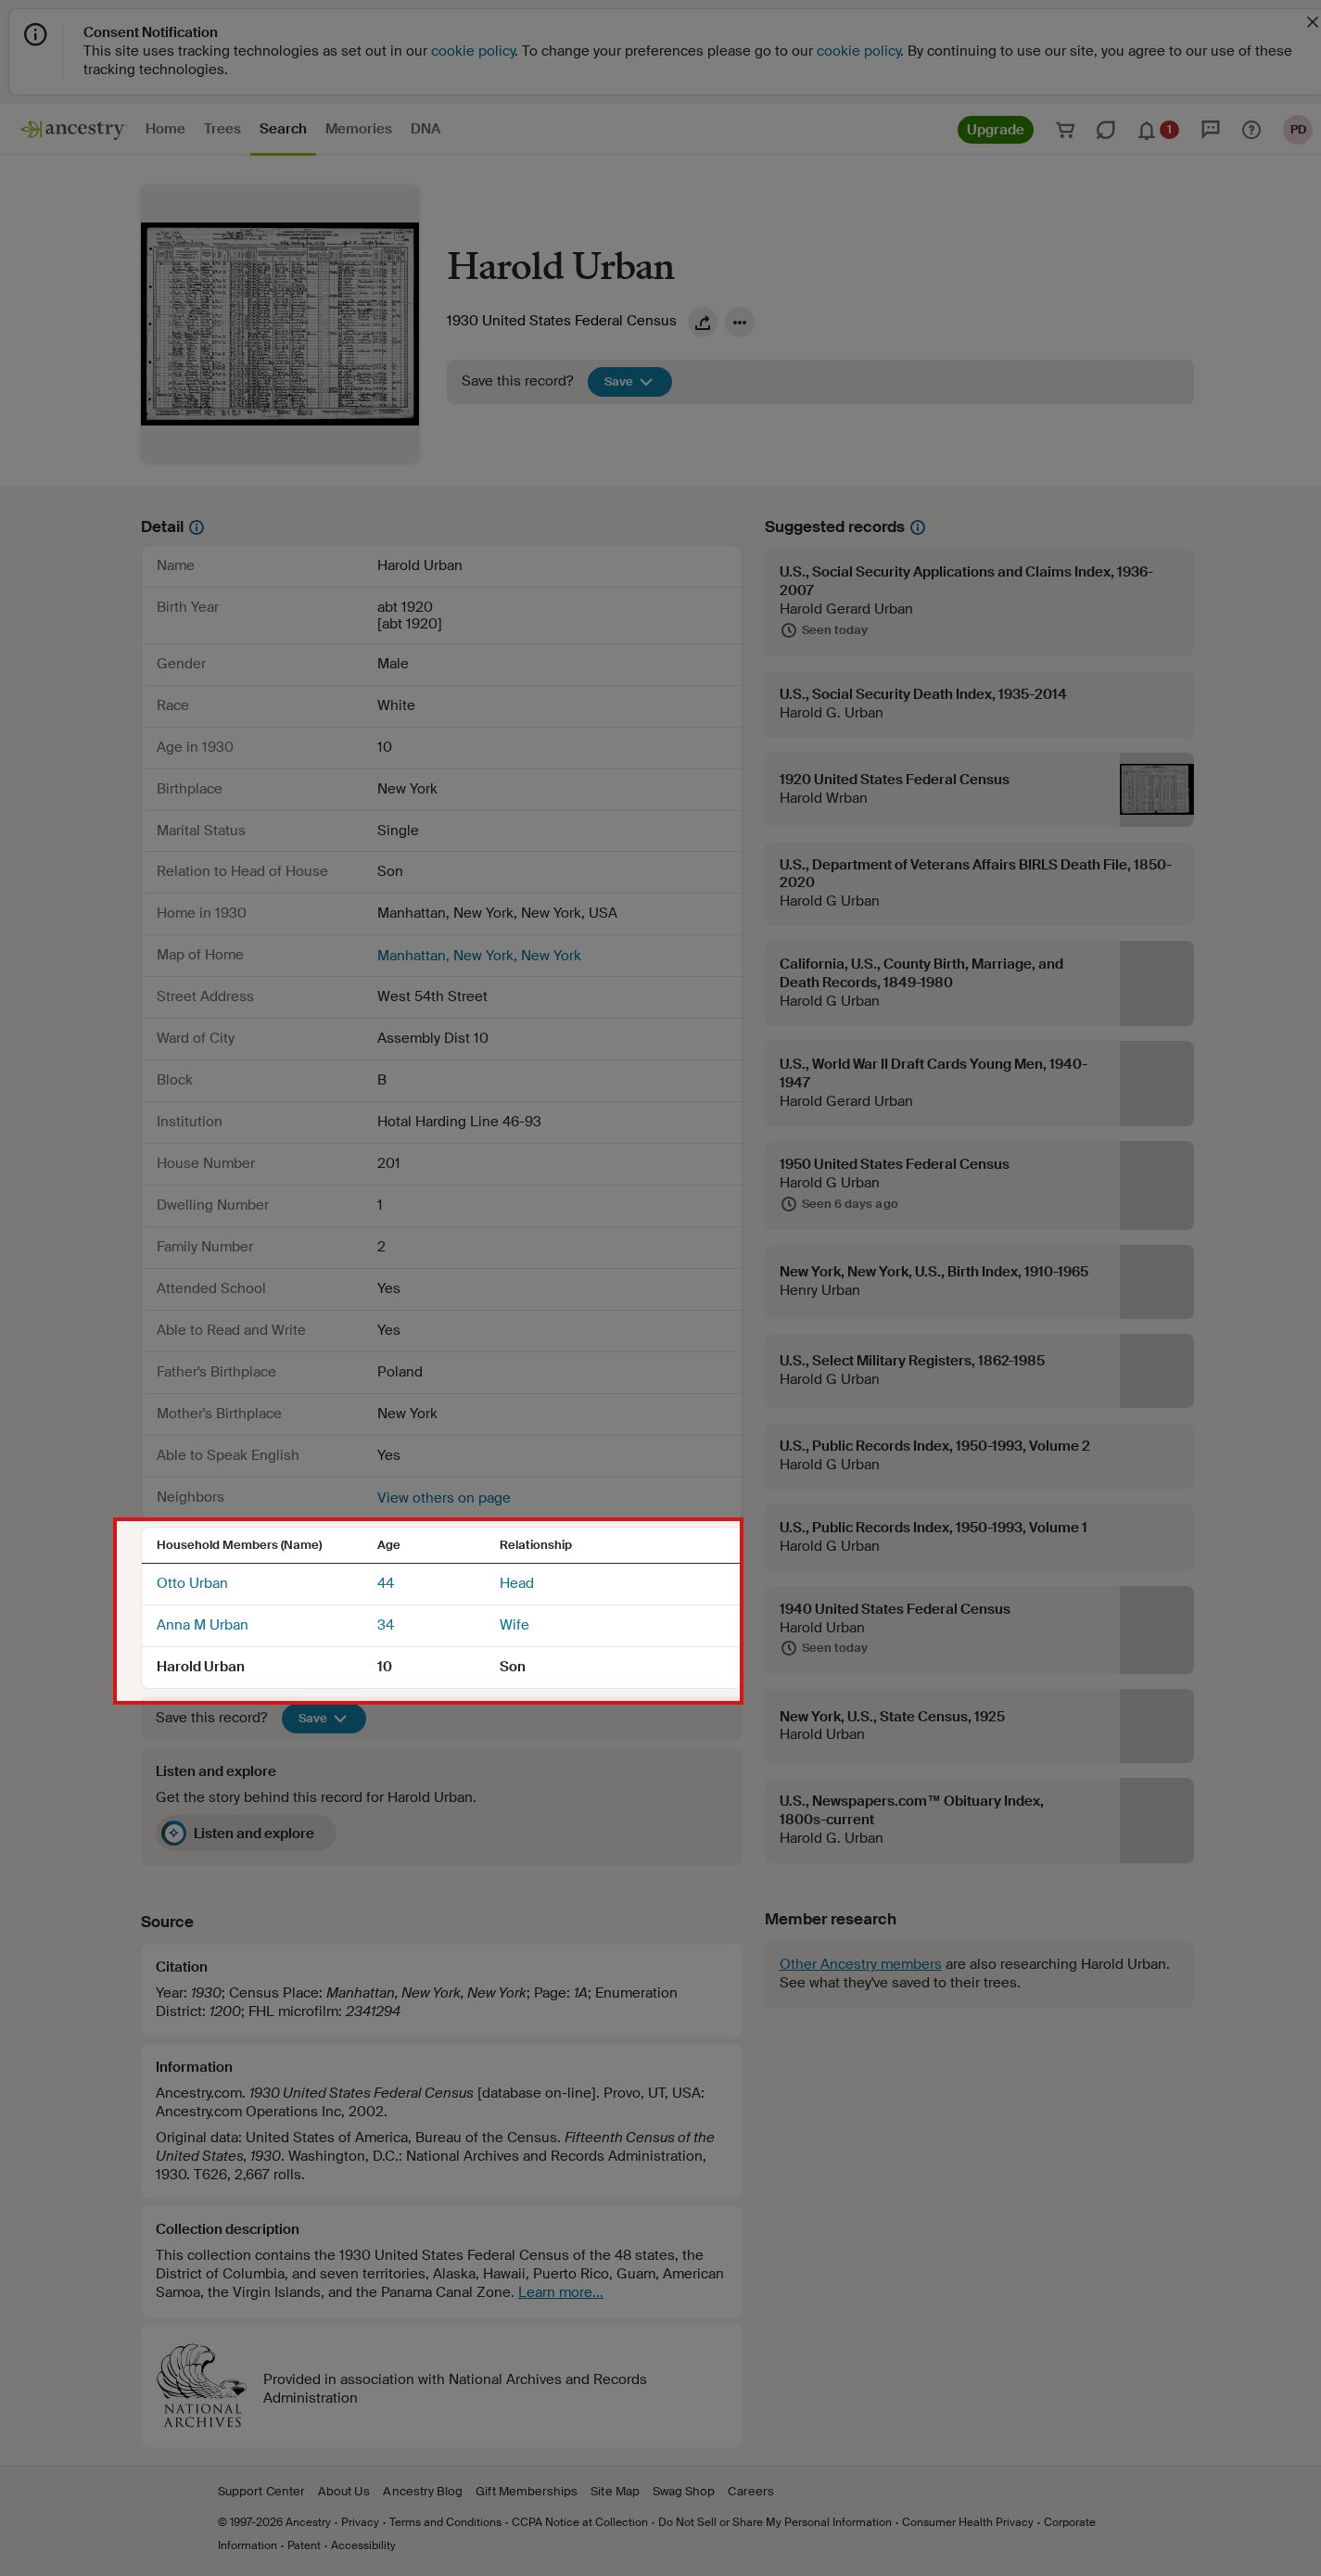 Consent Notification
This site uses tracking technologies as set out in our cookie policy. To change your preferences please go to our cookie policy. By continuing to use our site, you agree to our use of these
tracking technologies.
ancestry
Home Trees Search Memories DNA
Upgrade
1
PD
Harold Urban
1930 United States Federal Census
Save this record? Save
Detail
Name Harold Urban
Birth Year abt 1920
[abt 1920]
Gender Male
Race White
Age in 1930 10
Birthplace New York
Marital Status Single
Relation to Head of House Son
Home in 1930 Manhattan, New York, New York, USA
Map of Home Manhattan, New York, New York
Street Address West 54th Street
Ward of City Assembly Dist 10
Block B
Institution Hotal Harding Line 46-93
House Number 201
Dwelling Number 1
Family Number 2
Attended School Yes
Able to Read and Write Yes
Father's Birthplace Poland
Mother's Birthplace New York
Able to Speak English Yes
Neighbors View others on page
Household Members (Name) Age Relationship
Otto Urban 44 Head
Anna M Urban 34 Wife
Harold Urban 10 Son
Save this record? Save
Listen and explore
Get the story behind this record for Harold Urban.
Listen and explore
Suggested records
U.S., Social Security Applications and Claims Index, 1936-
2007
Harold Gerard Urban
Seen today
U.S., Social Security Death Index, 1935-2014
Harold G. Urban
1920 United States Federal Census
Harold Wrban
U.S., Department of Veterans Affairs BIRLS Death File, 1850-
2020
Harold G Urban
California, U.S., County Birth, Marriage, and
Death Records, 1849-1980
Harold G Urban
U.S., World War II Draft Cards Young Men, 1940-
1947
Harold Gerard Urban
1950 United States Federal Census
Harold G Urban
Seen 6 days ago
New York, New York, U.S., Birth Index, 1910-1965
Henry Urban
U.S., Select Military Registers, 1862-1985
Harold G Urban
U.S., Public Records Index, 1950-1993, Volume 2
Harold G Urban
U.S., Public Records Index, 1950-1993, Volume 1
Harold G Urban
1940 United States Federal Census
Harold Urban
Seen today
New York, U.S., State Census, 1925
Harold Urban
U.S., Newspapers.com™ Obituary Index,
1800s-current
Harold G. Urban
Source
Citation
Year: 1930; Census Place: Manhattan, New York, New York; Page: 1A; Enumeration
District: 1200; FHL microfilm: 2341294
Information
Ancestry.com. 1930 United States Federal Census [database on-line]. Provo, UT, USA:
Ancestry.com Operations Inc, 2002.
Original data: United States of America, Bureau of the Census. Fifteenth Census of the
United States, 1930. Washington, D.C.: National Archives and Records Administration,
1930. T626, 2,667 rolls.
Collection description
This collection contains the 1930 United States Federal Census of the 48 states, the
District of Columbia, and seven territories, Alaska, Hawaii, Puerto Rico, Guam, American
Samoa, the Virgin Islands, and the Panama Canal Zone. Learn more...
NATIONAL
ARCHIVES
Provided in association with National Archives and Records
Administration
Member research
Other Ancestry members are also researching Harold Urban.
See what they've saved to their trees.
Support Center About Us Ancestry Blog Gift Memberships Site Map Swag Shop Careers
© 1997-2026 Ancestry • Privacy • Terms and Conditions • CCPA Notice at Collection • Do Not Sell or Share My Personal Information • Consumer Health Privacy • Corporate
Information • Patent • Accessibility